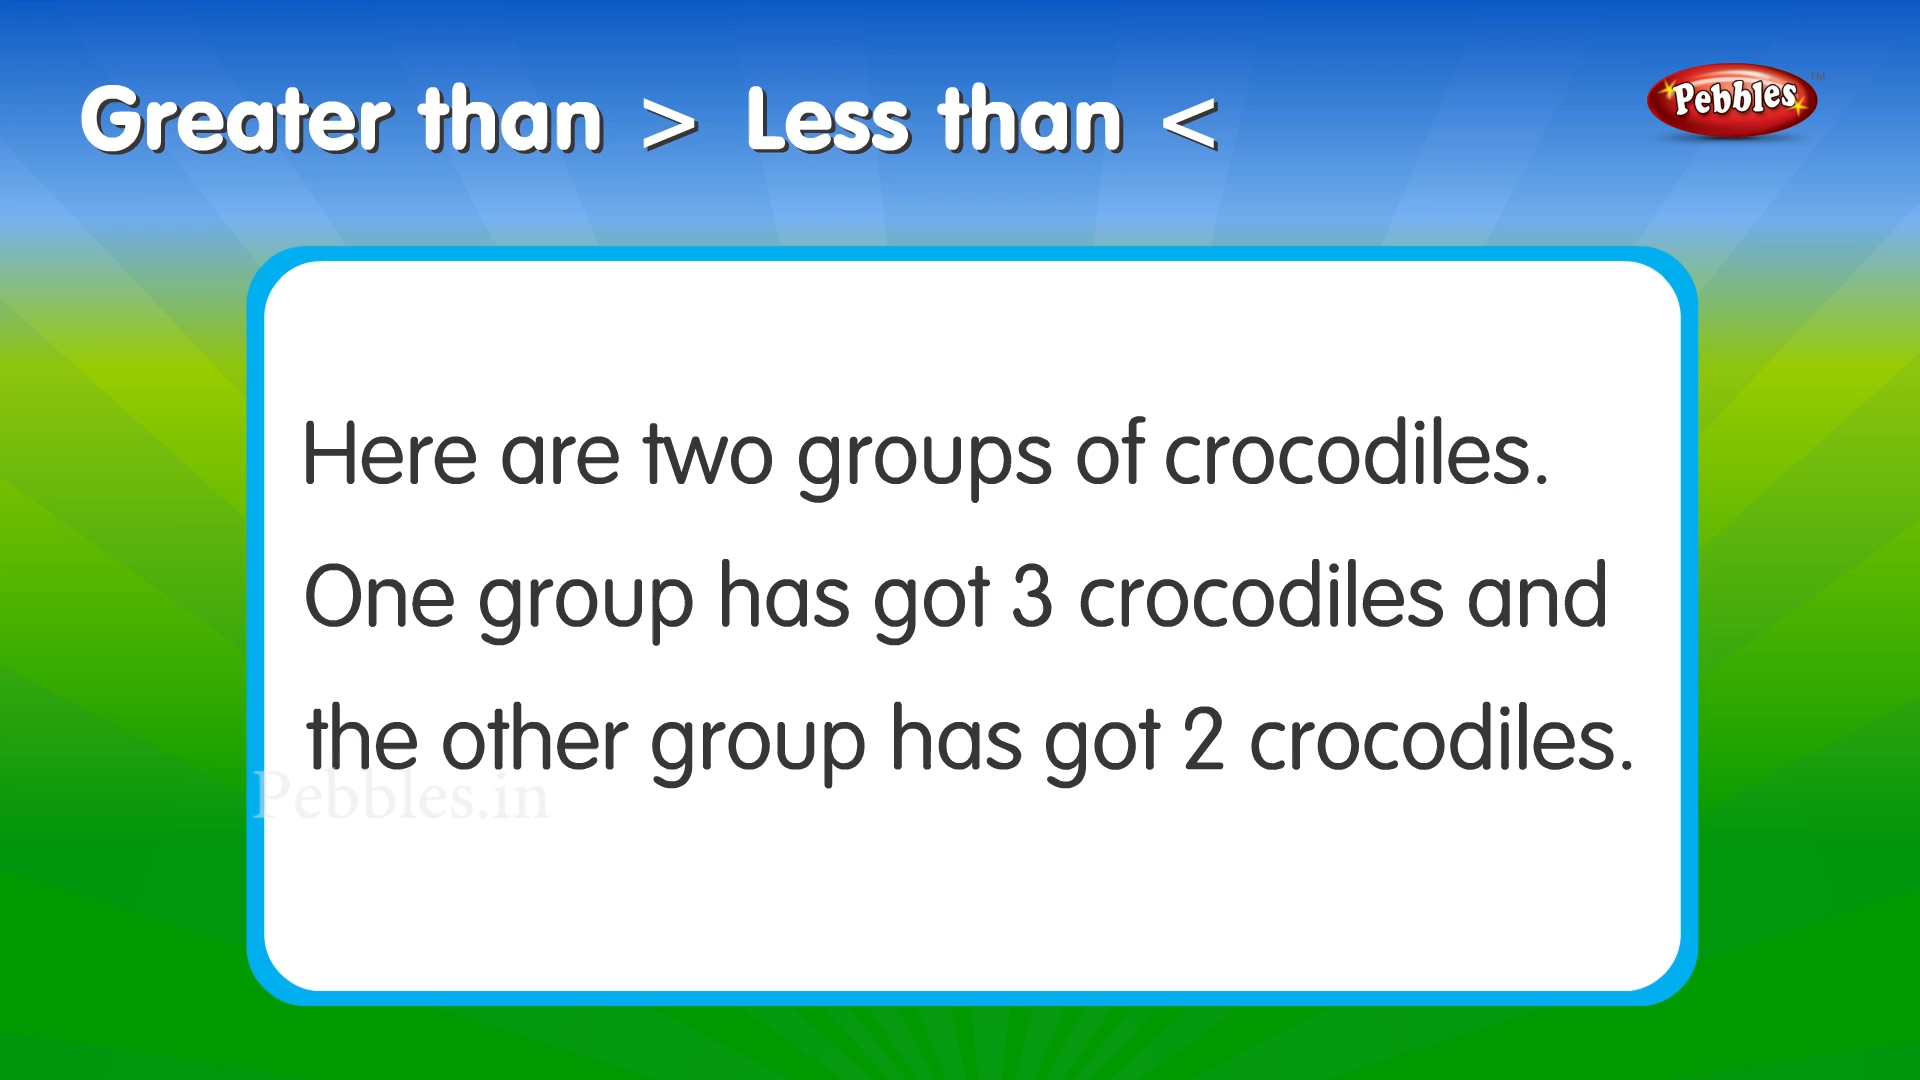 Greater than > Less than <
Pebbles™
Here are two groups of crocodiles.
One group has got 3 crocodiles and
the other group has got 2 crocodiles.
Pebbles.in